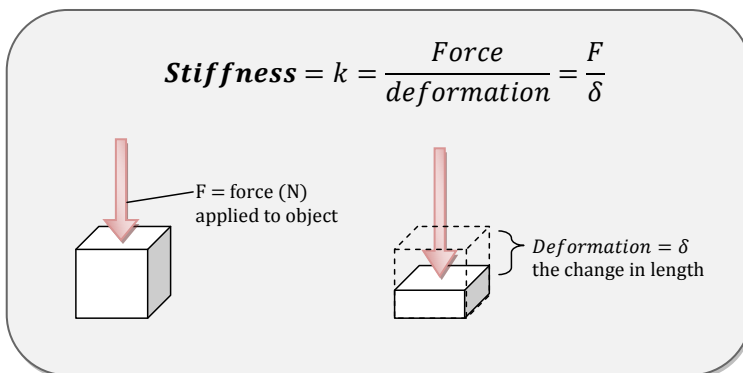 Stiffness = k = Force / deformation = F / δ
F = force (N)
applied to object
Deformation = δ
the change in length